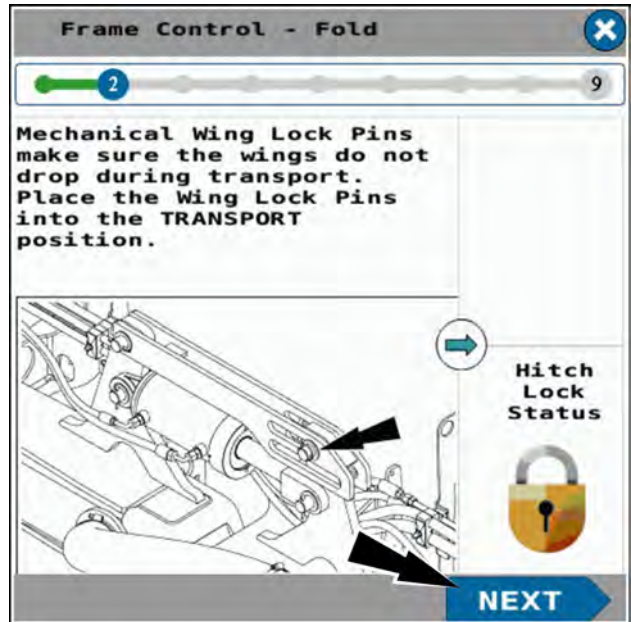 Frame Control - Fold
2
9
Mechanical Wing Lock Pins
make sure the wings do not
drop during transport.
Place the Wing Lock Pins
into the TRANSPORT
position.
Hitch
Lock
Status
NEXT